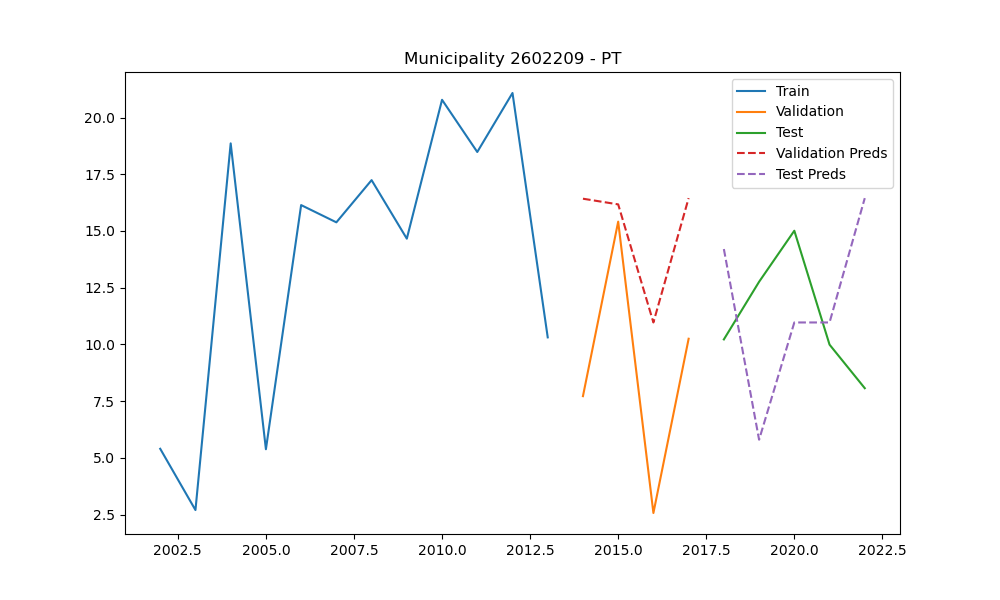 Municipality 2602209 - PT
Train
Validation
Test
Validation Preds
Test Preds
20.0
17.5
15.0
12.5
10.0
7.5
5.0
2.5
2002.5 2005.0 2007.5 2010.0 2012.5 2015.0 2017.5 2020.0 2022.5